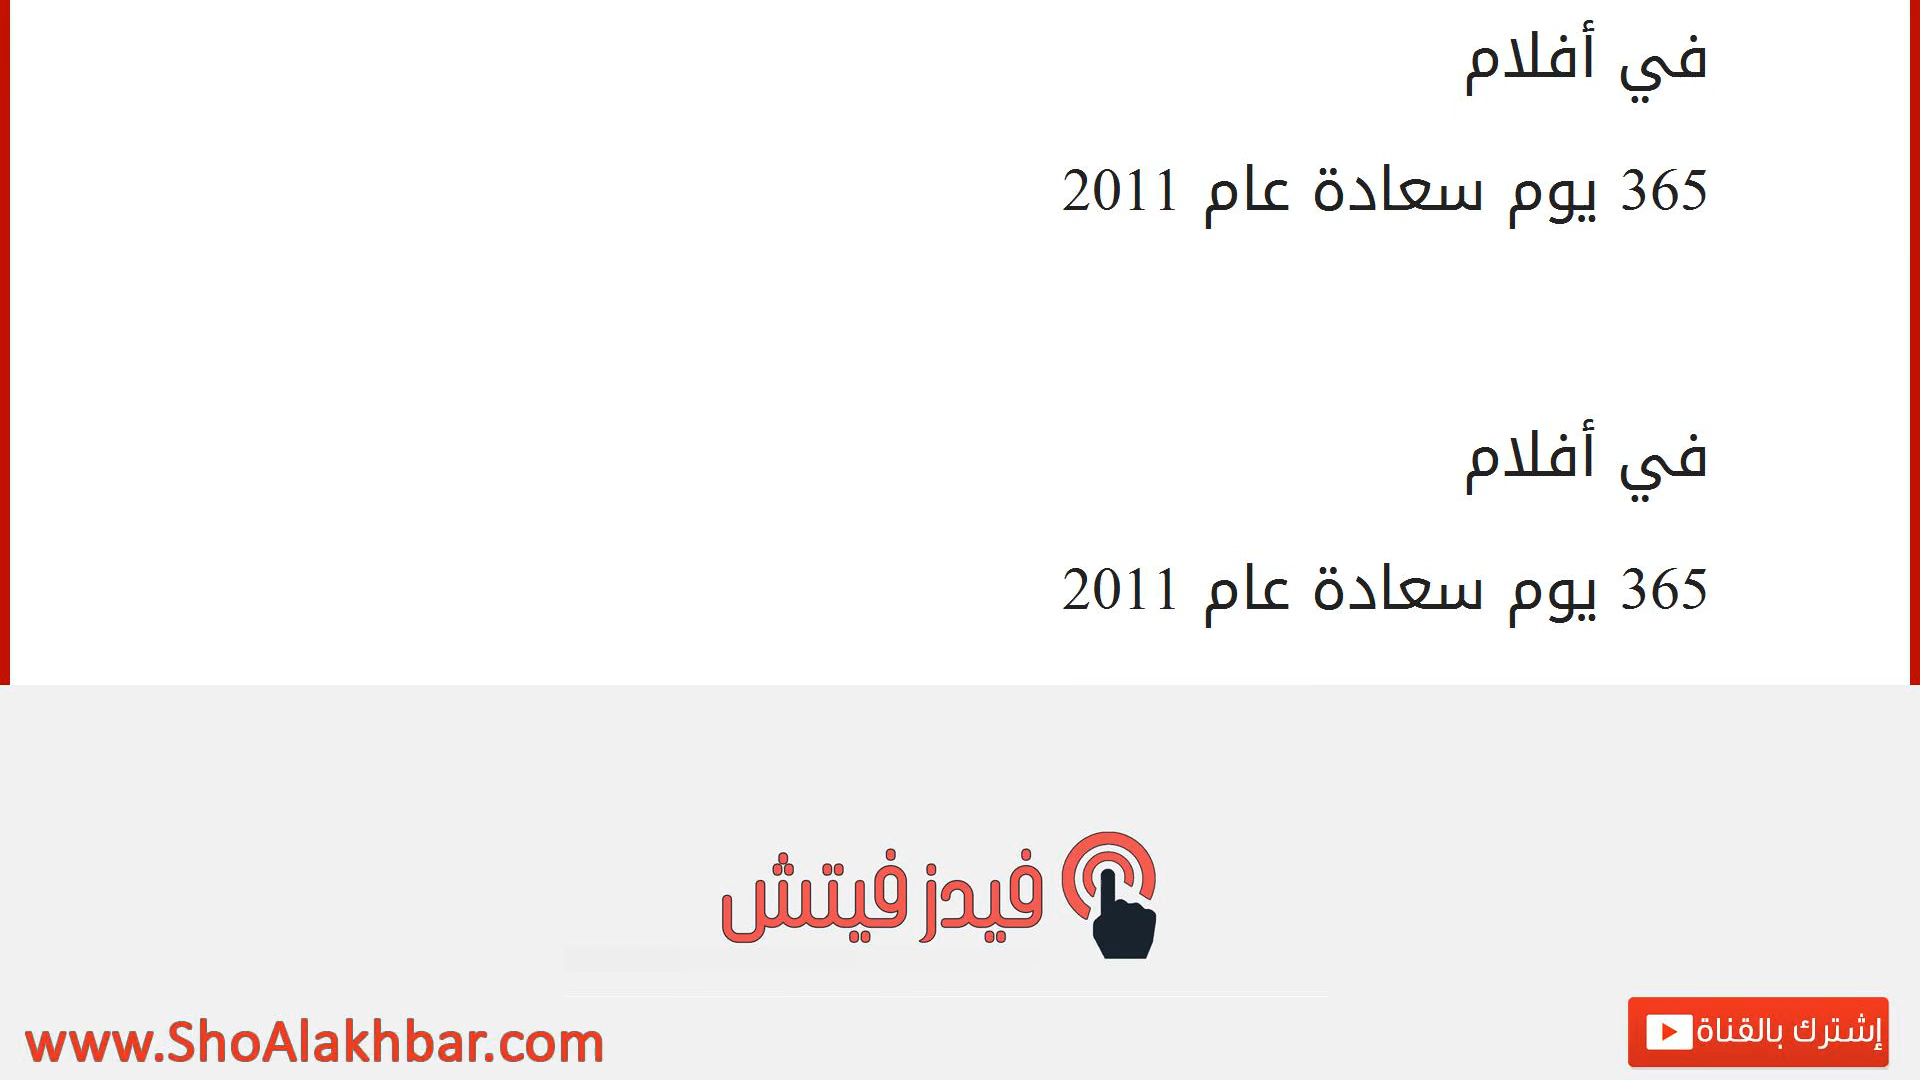 في أفلام
365 يوم سعادة عام 2011
في أفلام
365 يوم سعادة عام 2011
فيدز فيتش
www.ShoAlakhbar.com
إشترك بالقناة